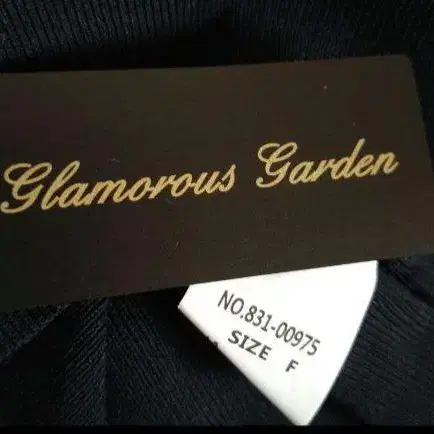 Glamorous Garden
NO.831-00975
SIZE F